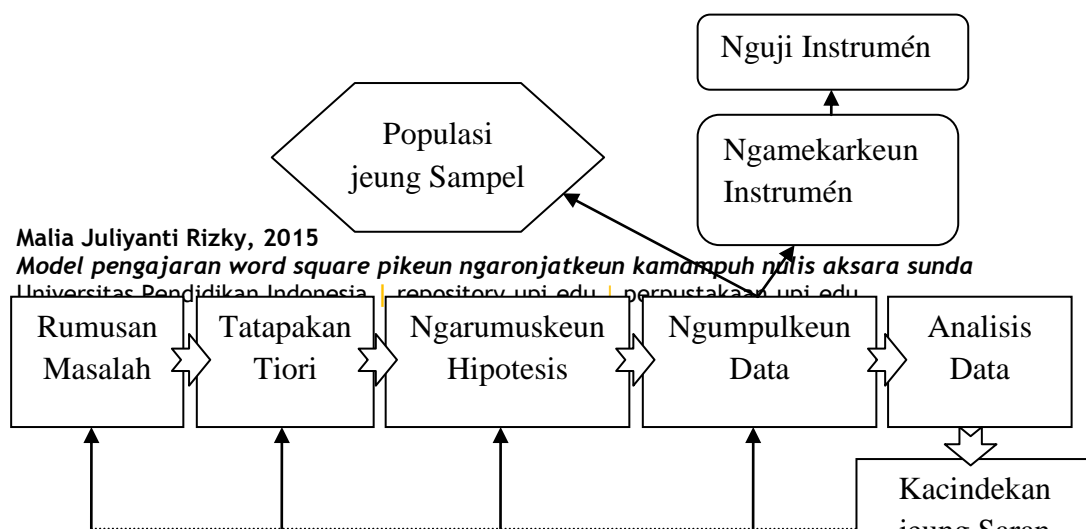 Nguji Instrumén
Populasi
jeung Sampel
Ngamekarkeun
Instrumén
Malia Juliyanti Rizky, 2015
Model pengajaran word square pikeun ngaronjatkeun kamampuh nulis aksara sunda
Universitas Pendidikan Indonesia | repository.upi.edu | perpustakaan.upi.edu
Rumusan
Masalah
Tatapakan
Tiori
Ngarumuskeun
Hipotesis
Ngumpulkeun
Data
Analisis
Data
Kacindekan
jeung Saran